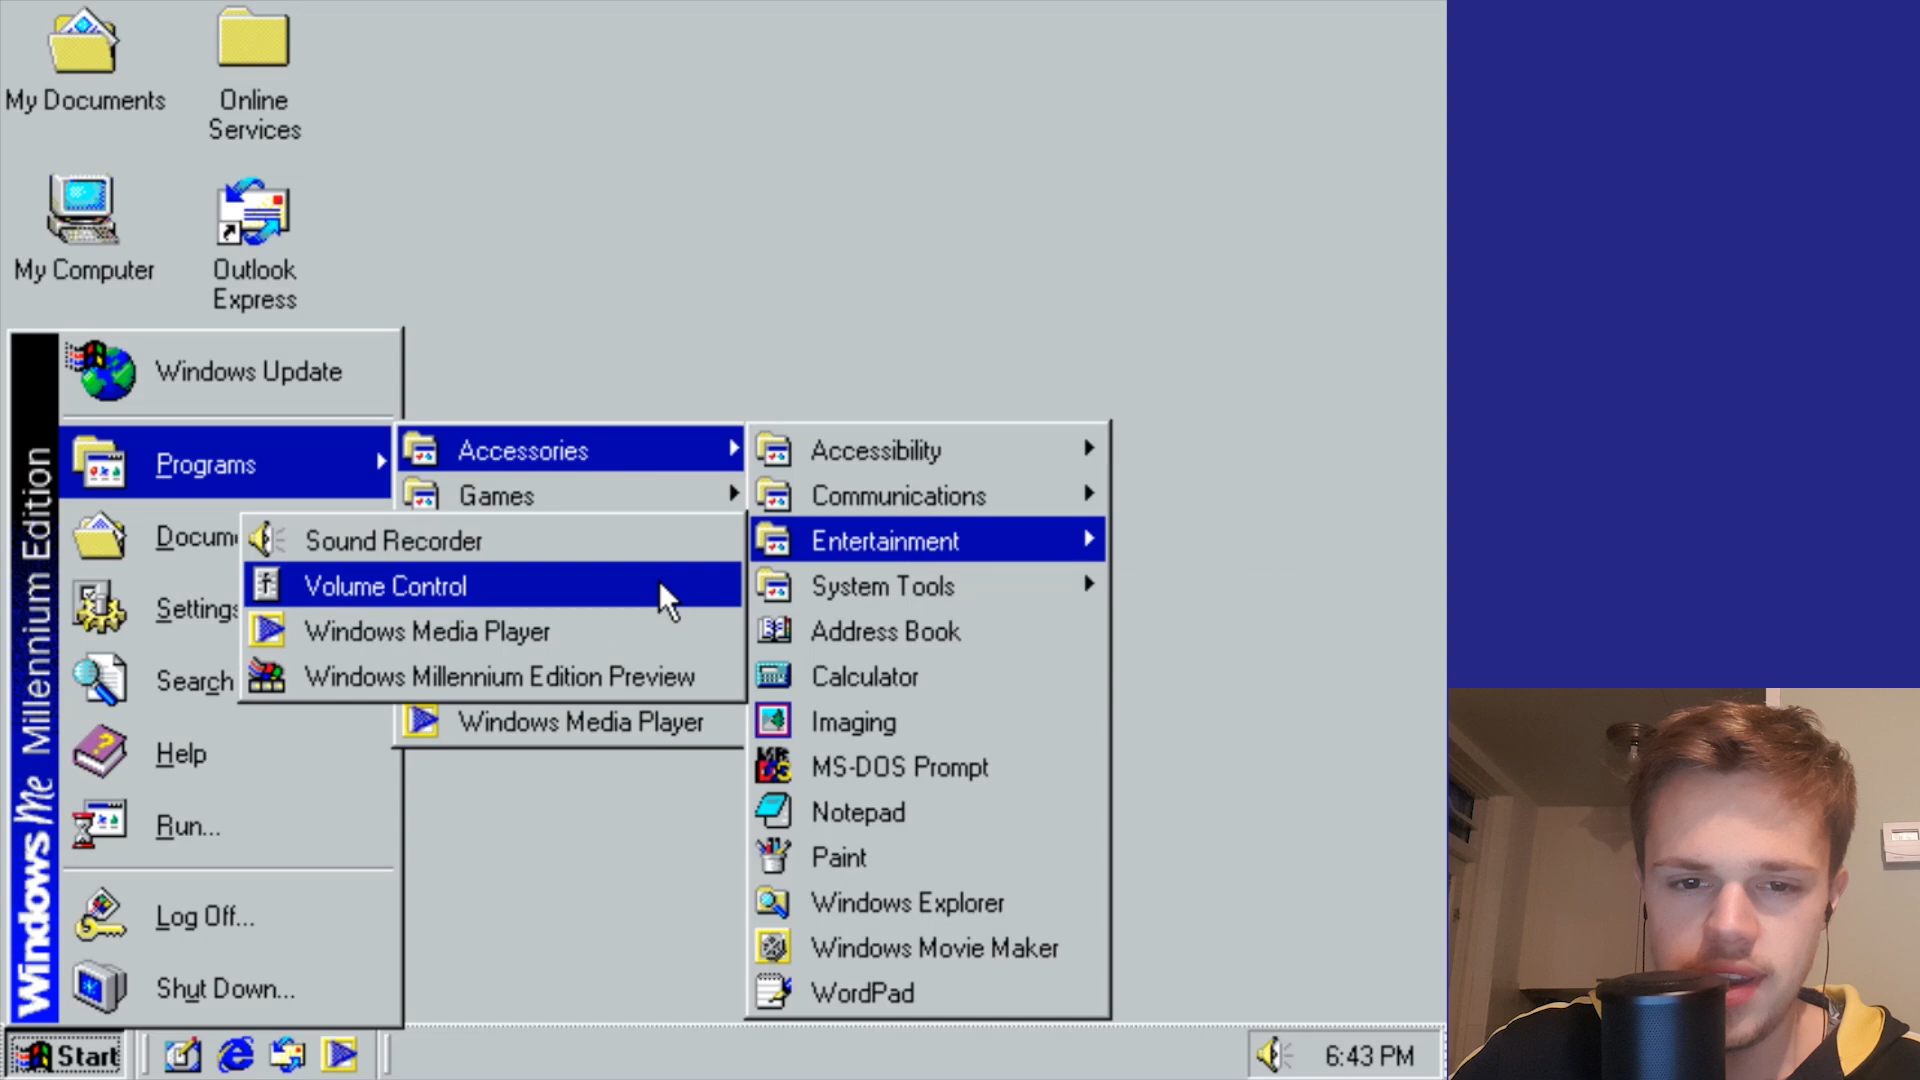 My Documents
Online
Services
My Computer
Outlook
Express
Windows Update
Programs
Docum
Settings
Search
Help
Run...
Log Off...
Shut Down...
Windows Me Millennium Edition
Accessories
Games
Windows Media Player
Accessibility
Communications
Entertainment
System Tools
Address Book
Calculator
Imaging
MS-DOS Prompt
Notepad
Paint
Windows Explorer
Windows Movie Maker
WordPad
Sound Recorder
Volume Control
Windows Media Player
Windows Millennium Edition Preview
Start
6:43 PM